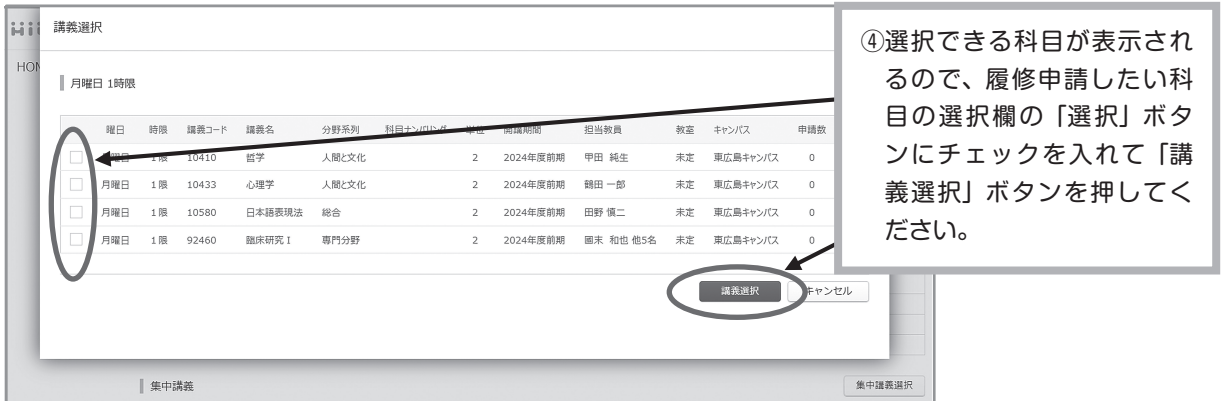 講義選択
HOM
月曜日 1時限
曜日 時限 講義コード 講義名 分野系列 科目ナンバリング 単位 開講期間 担当教員 教室 キャンパス 申請数
月曜日 1限 10410 哲学 人間と文化 2 2024年度前期 甲田 純生 未定 東広島キャンパス 0
月曜日 1限 10433 心理学 人間と文化 2 2024年度前期 鶴田 一郎 未定 東広島キャンパス 0
月曜日 1限 10580 日本語表現法 総合 2 2024年度前期 田野 慎二 未定 東広島キャンパス 0
月曜日 1限 92460 臨床研究Ⅰ 専門分野 2 2024年度前期 國末 和也 他5名 未定 東広島キャンパス 0
講義選択 キャンセル
集中講義
集中講義選択
④選択できる科目が表示され
るので、履修申請したい科
目の選択欄の「選択」ボタ
ンにチェックを入れて「講
義選択」ボタンを押してく
ださい。